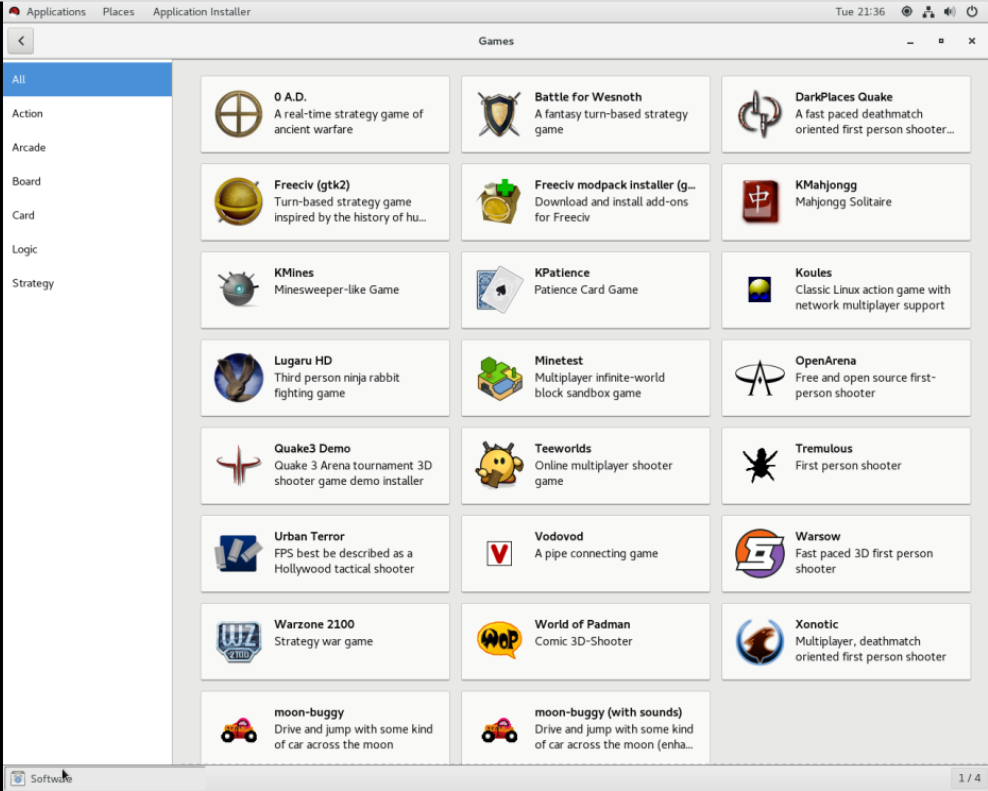 Applications Places Application Installer Tue 21:36
Games
All
Action
Arcade
Board
Card
Logic
Strategy
0 A.D.
A real-time strategy game of
ancient warfare
Battle for Wesnoth
A fantasy turn-based strategy
game
DarkPlaces Quake
A fast paced deathmatch
oriented first person shooter...
Freeciv (gtk2)
Turn-based strategy game
inspired by the history of hu...
Freeciv modpack installer (g...
Download and install add-ons
for Freeciv
KMahjongg
Mahjongg Solitaire
中
KMines
Minesweeper-like Game
KPatience
Patience Card Game
Koules
Classic Linux action game with
network multiplayer support
Lugaru HD
Third person ninja rabbit
fighting game
Minetest
Multiplayer infinite-world
block sandbox game
OpenArena
Free and open source first-
person shooter
Quake3 Demo
Quake 3 Arena tournament 3D
shooter game demo installer
Teeworlds
Online multiplayer shooter
game
Tremulous
First person shooter
Urban Terror
FPS best be described as a
Hollywood tactical shooter
V
Vodovod
A pipe connecting game
Warsow
Fast paced 3D first person
shooter
WZ
2100
Warzone 2100
Strategy war game
WoP
World of Padman
Comic 3D-Shooter
Xonotic
Multiplayer, deathmatch
oriented first person shooter
moon-buggy
Drive and jump with some kind
of car across the moon
moon-buggy (with sounds)
Drive and jump with some kind
of car across the moon (enha...
Software
1 / 4